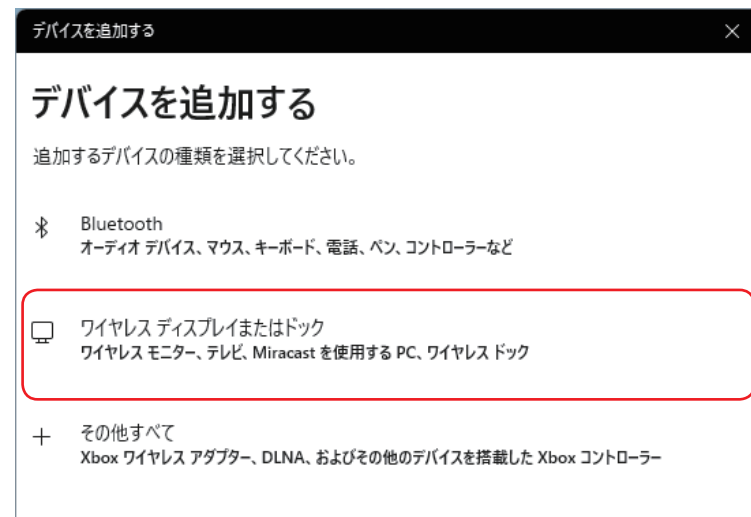 デバイスを追加する
デバイスを追加する
追加するデバイスの種類を選択してください。
Bluetooth
オーディオ デバイス、マウス、キーボード、電話、ペン、コントローラーなど
ワイヤレス ディスプレイまたはドック
ワイヤレス モニター、テレビ、Miracast を使用する PC、ワイヤレス ドック
その他すべて
Xbox ワイヤレス アダプター、DLNA、およびその他のデバイスを搭載した Xbox コントローラー